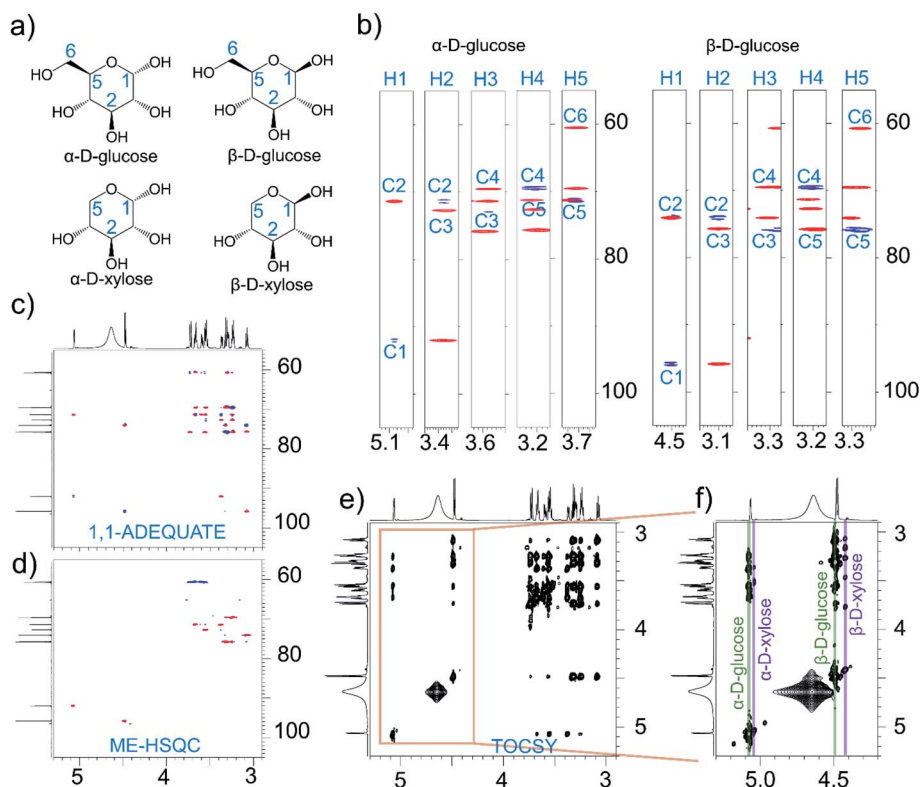 a)
6
HO
O
OH
5
1
2
HO
OH
OH
α-D-glucose
6
HO
O
OH
5
1
2
HO
OH
OH
β-D-glucose
O
OH
5
1
2
HO
OH
OH
α-D-xylose
O
OH
5
1
2
HO
OH
OH
β-D-xylose
b)
α-D-glucose
H1 H2 H3 H4 H5
C6
C2 C2 C4 C4
C3 C3 C5 C5
C1
5.1 3.4 3.6 3.2 3.7
β-D-glucose
H1 H2 H3 H4 H5
C6
C2 C2 C4 C4
C3 C3 C5 C5
C1
4.5 3.1 3.3 3.2 3.3
60
80
100
c)
60
80
100
1,1-ADEQUATE
d)
60
80
100
ME-HSQC
5 4 3
e)
3
4
5
TOCSY
5 4 3
f)
α-D-glucose
α-D-xylose
β-D-glucose
β-D-xylose
3
4
5
5.0 4.5